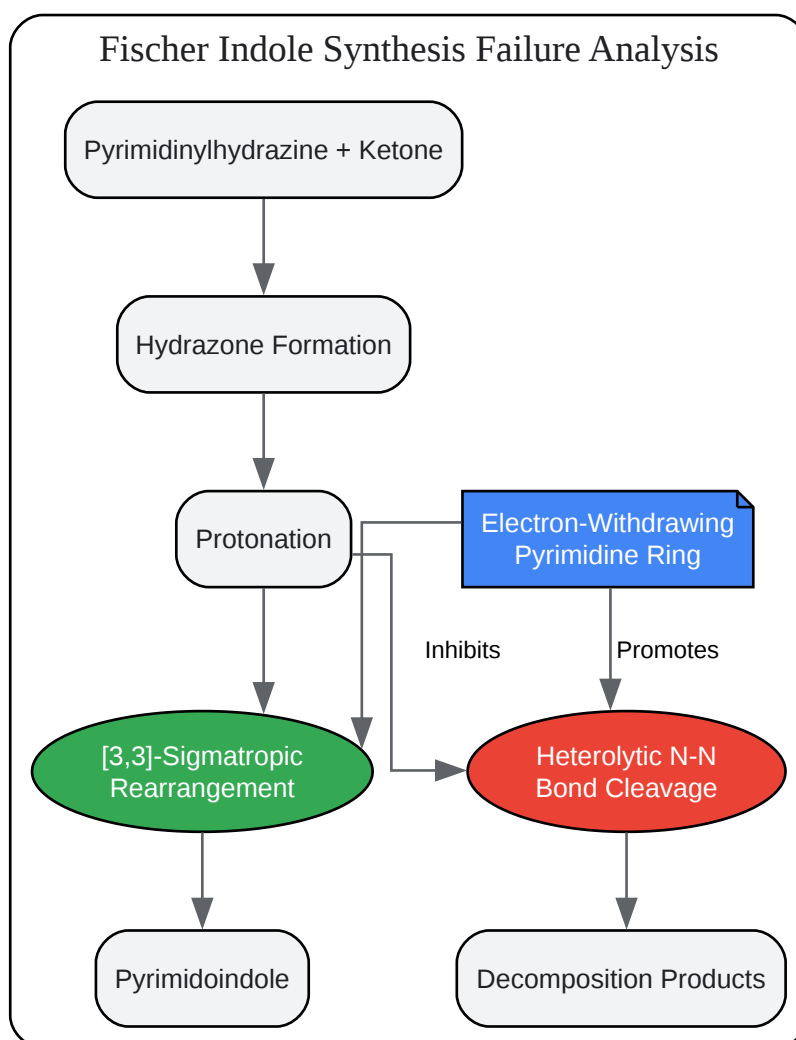 Fischer Indole Synthesis Failure Analysis
Pyrimidinylhydrazine + Ketone
Hydrazone Formation
Protonation
Electron-Withdrawing
Pyrimidine Ring
Inhibits
Promotes
[3,3]-Sigmatropic
Rearrangement
Heterolytic N-N
Bond Cleavage
Pyrimidoindole
Decomposition Products